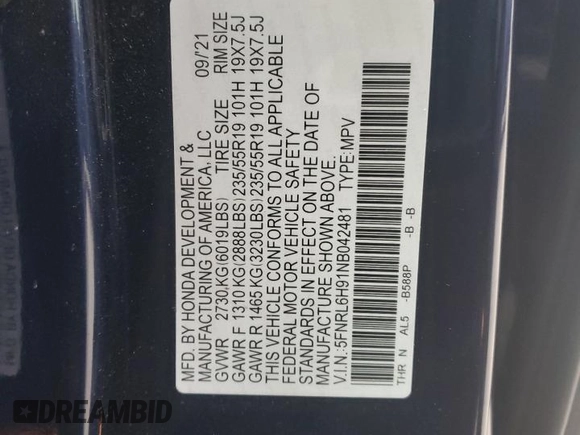 MFD. BY HONDA DEVELOPMENT &
MANUFACTURING OF AMERICA, LLC 09/'21
GVWR 2730KG(6019LBS) TIRE SIZE RIM SIZE
GAWR F 1310KG(2888LBS)235/55R19 101H 19X7.5J
GAWR R 1465KG(3230LBS)235/55R19 101H 19X7.5J
THIS VEHICLE CONFORMS TO ALL APPLICABLE
FEDERAL MOTOR VEHICLE SAFETY
STANDARDS IN EFFECT ON THE DATE OF
MANUFACTURE SHOWN ABOVE.
V.I.N.:5FNRL6H91NB042481 TYPE:MPV
THR N AL5 -B588P -B -B
DREAMBID